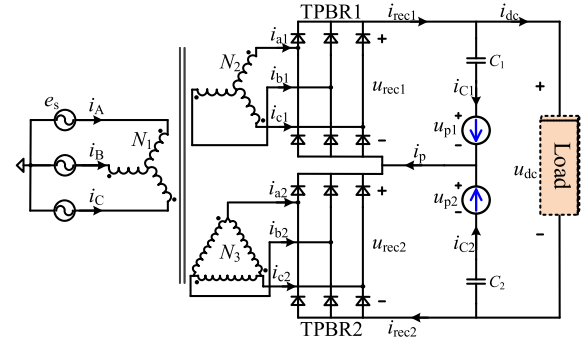 TPBR1
i_rec1
i_dc
i_a1
N_2
+
C_1
i_b1
u_rec1
i_C1
+
e_s
i_A
i_c1
+
u_p1
N_1
-
-
i_B
i_p
Load
i_a2
+
+
u_p2
u_dc
i_C
i_b2
-
N_3
u_rec2
i_C2
-
i_c2
C_2
-
TPBR2
i_rec2